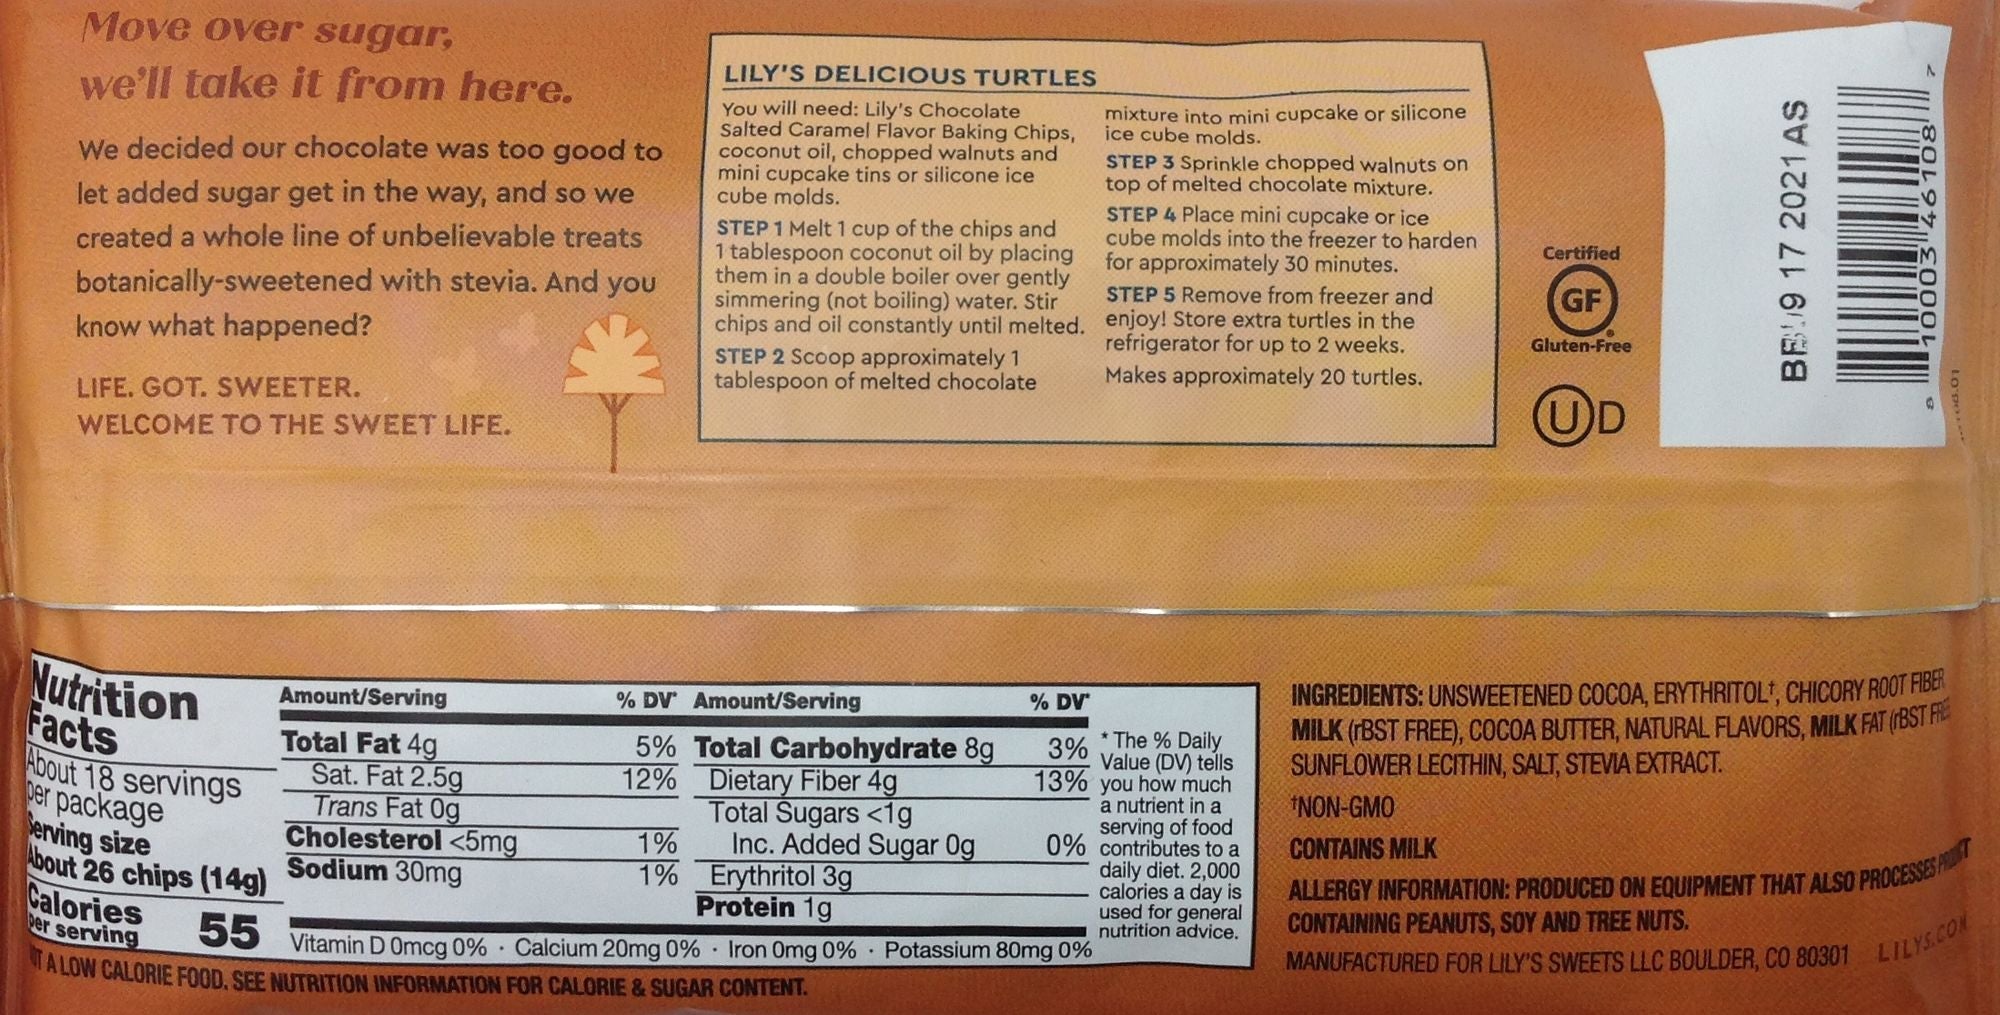 Move over sugar,
we'll take it from here.
We decided our chocolate was too good to
let added sugar get in the way, and so we
created a whole line of unbelievable treats
botanically-sweetened with stevia. And you
know what happened?
LIFE. GOT. SWEETER.
WELCOME TO THE SWEET LIFE.
LILY'S DELICIOUS TURTLES
You will need: Lily's Chocolate
Salted Caramel Flavor Baking Chips,
coconut oil, chopped walnuts and
mini cupcake tins or silicone ice
cube molds.
STEP 1 Melt 1 cup of the chips and
1 tablespoon coconut oil by placing
them in a double boiler over gently
simmering (not boiling) water. Stir
chips and oil constantly until melted.
STEP 2 Scoop approximately 1
tablespoon of melted chocolate
mixture into mini cupcake or silicone
ice cube molds.
STEP 3 Sprinkle chopped walnuts on
top of melted chocolate mixture.
STEP 4 Place mini cupcake or ice
cube molds into the freezer to harden
for approximately 30 minutes.
STEP 5 Remove from freezer and
enjoy! Store extra turtles in the
refrigerator for up to 2 weeks.
Makes approximately 20 turtles.
Certified
GF
Gluten-Free
UD
17 2021 AS
8 10003 46108 7
Nutrition
Facts
About 18 servings
per package
Serving size
About 26 chips (14g)
Calories
per serving 55
Amount/Serving % DV*
Total Fat 4g 5%
Sat. Fat 2.5g 12%
Trans Fat 0g
Cholesterol <5mg 1%
Sodium 30mg 1%
Amount/Serving % DV*
Total Carbohydrate 8g 3%
Dietary Fiber 4g 13%
Total Sugars <1g
Inc. Added Sugar 0g 0%
Erythritol 3g
Protein 1g
* The % Daily
Value (DV) tells
you how much
a nutrient in a
serving of food
contributes to a
daily diet. 2,000
calories a day is
used for general
nutrition advice.
Vitamin D 0mcg 0% · Calcium 20mg 0% · Iron 0mg 0% · Potassium 80mg 0%
A LOW CALORIE FOOD. SEE NUTRITION INFORMATION FOR CALORIE & SUGAR CONTENT.
INGREDIENTS: UNSWEETENED COCOA, ERYTHRITOL†, CHICORY ROOT FIBER
MILK (rBST FREE), COCOA BUTTER, NATURAL FLAVORS, MILK FAT (rBST FREE
SUNFLOWER LECITHIN, SALT, STEVIA EXTRACT.
†NON-GMO
CONTAINS MILK
ALLERGY INFORMATION: PRODUCED ON EQUIPMENT THAT ALSO PROCESSES PRODUCT
CONTAINING PEANUTS, SOY AND TREE NUTS.
MANUFACTURED FOR LILY'S SWEETS LLC BOULDER, CO 80301
LILYS.COM